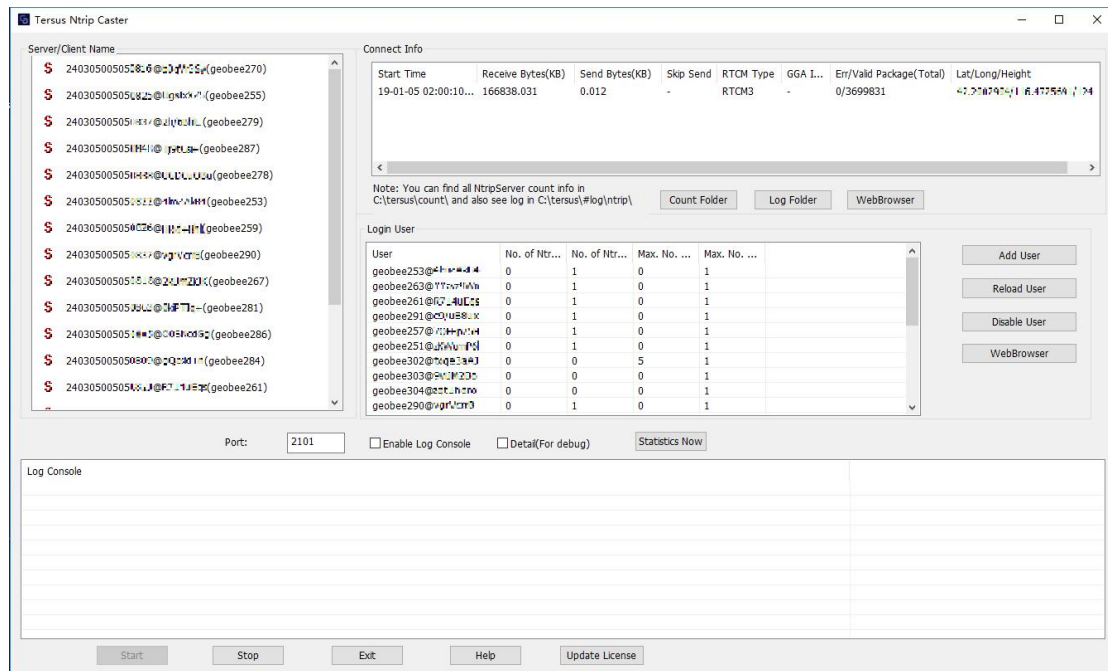 Tersus Ntrip Caster
Server/Client Name
S (geobee270)
S (geobee255)
S (geobee279)
S (geobee287)
S (geobee278)
S (geobee253)
S (geobee259)
S (geobee290)
S (geobee267)
S (geobee281)
S (geobee286)
S (geobee284)
S (geobee261)
Connect Info
Start Time Receive Bytes(KB) Send Bytes(KB) Skip Send RTCM Type GGA I... Err/Valid Package(Total) Lat/Long/Height
19-01-05 02:00:10... 166838.031 0.012 - RTCM3 - 0/3699831
Note: You can find all NtripServer count info in
C:\tersus\count\ and also see log in C:\tersus\#log\ntrip\
Count Folder Log Folder WebBrowser
Login User
User No. of Ntr... No. of Ntr... Max. No. ... Max. No. ...
geobee253@ 0 1 0 1
geobee263@ 0 1 0 1
geobee261@ 0 1 0 1
geobee291@ 0 1 0 1
geobee257@ 0 1 0 1
geobee251@ 0 1 0 1
geobee302@ 0 0 5 1
geobee303@ 0 0 0 1
geobee304@ 0 0 0 1
geobee290@ 0 1 0 1
Add User
Reload User
Disable User
WebBrowser
Port: 2101 Enable Log Console Detail(For debug) Statistics Now
Log Console
Start Stop Exit Help Update License